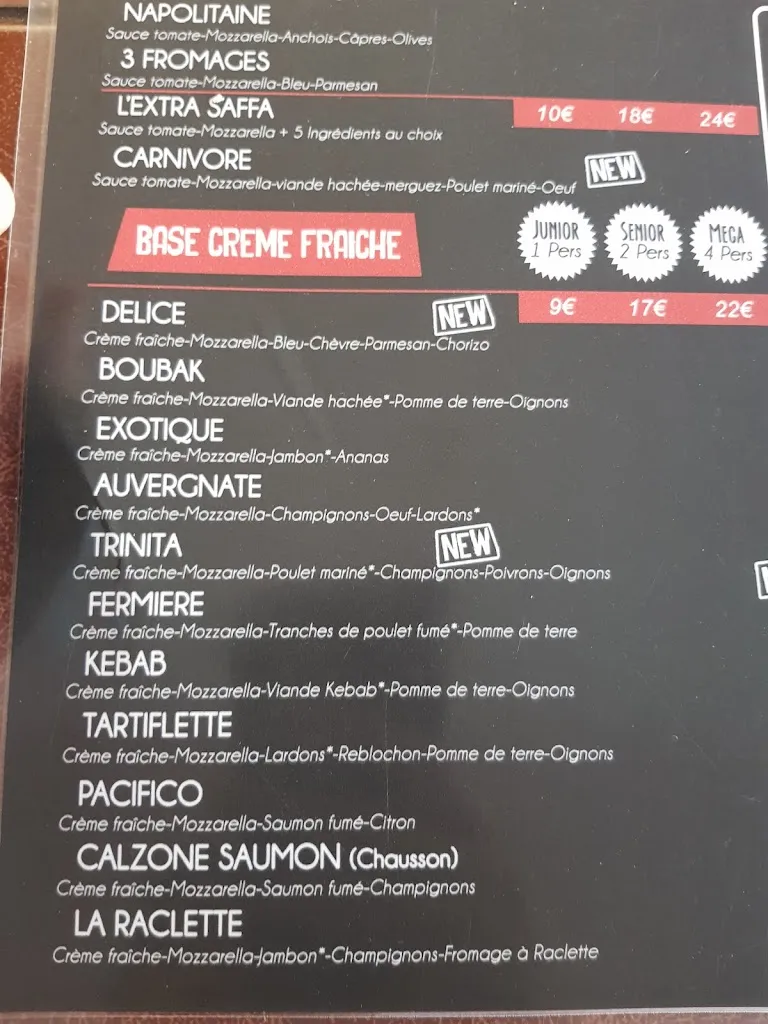 NAPOLITAINE
Sauce tomate-Mozzarella-Anchois-Câpres-Olives
3 FROMAGES
Sauce tomate-Mozzarella-Bleu-Parmesan
L'EXTRA SAFFA 10€ 18€ 24€
Sauce tomate-Mozzarella + 5 Ingrédients au choix
CARNIVORE NEW
Sauce tomate-Mozzarella-viande hachée-merguez-Poulet mariné-Oeuf
BASE CREME FRAICHE
JUNIOR SENIOR MEGA
1 Pers 2 Pers 4 Pers
DELICE NEW 9€ 17€ 22€
Crème fraîche-Mozzarella-Bleu-Chèvre-Parmesan-Chorizo
BOUBAK
Crème fraîche-Mozzarella-Viande hachée*-Pomme de terre-Oignons
EXOTIQUE
Crème fraîche-Mozzarella-Jambon*-Ananas
AUVERGNATE
Crème fraîche-Mozzarella-Champignons-Oeuf-Lardons*
TRINITA NEW
Crème fraîche-Mozzarella-Poulet mariné*-Champignons-Poivrons-Oignons
FERMIERE
Crème fraîche-Mozzarella-Tranches de poulet fumé*-Pomme de terre
KEBAB
Crème fraîche-Mozzarella-Viande Kebab*-Pomme de terre-Oignons
TARTIFLETTE
Crème fraîche-Mozzarella-Lardons*-Reblochon-Pomme de terre-Oignons
PACIFICO
Crème fraîche-Mozzarella-Saumon fumé-Citron
CALZONE SAUMON (Chausson)
Crème fraîche-Mozzarella-Saumon fumé-Champignons
LA RACLETTE
Crème fraîche-Mozzarella-Jambon*-Champignons-Fromage à Raclette